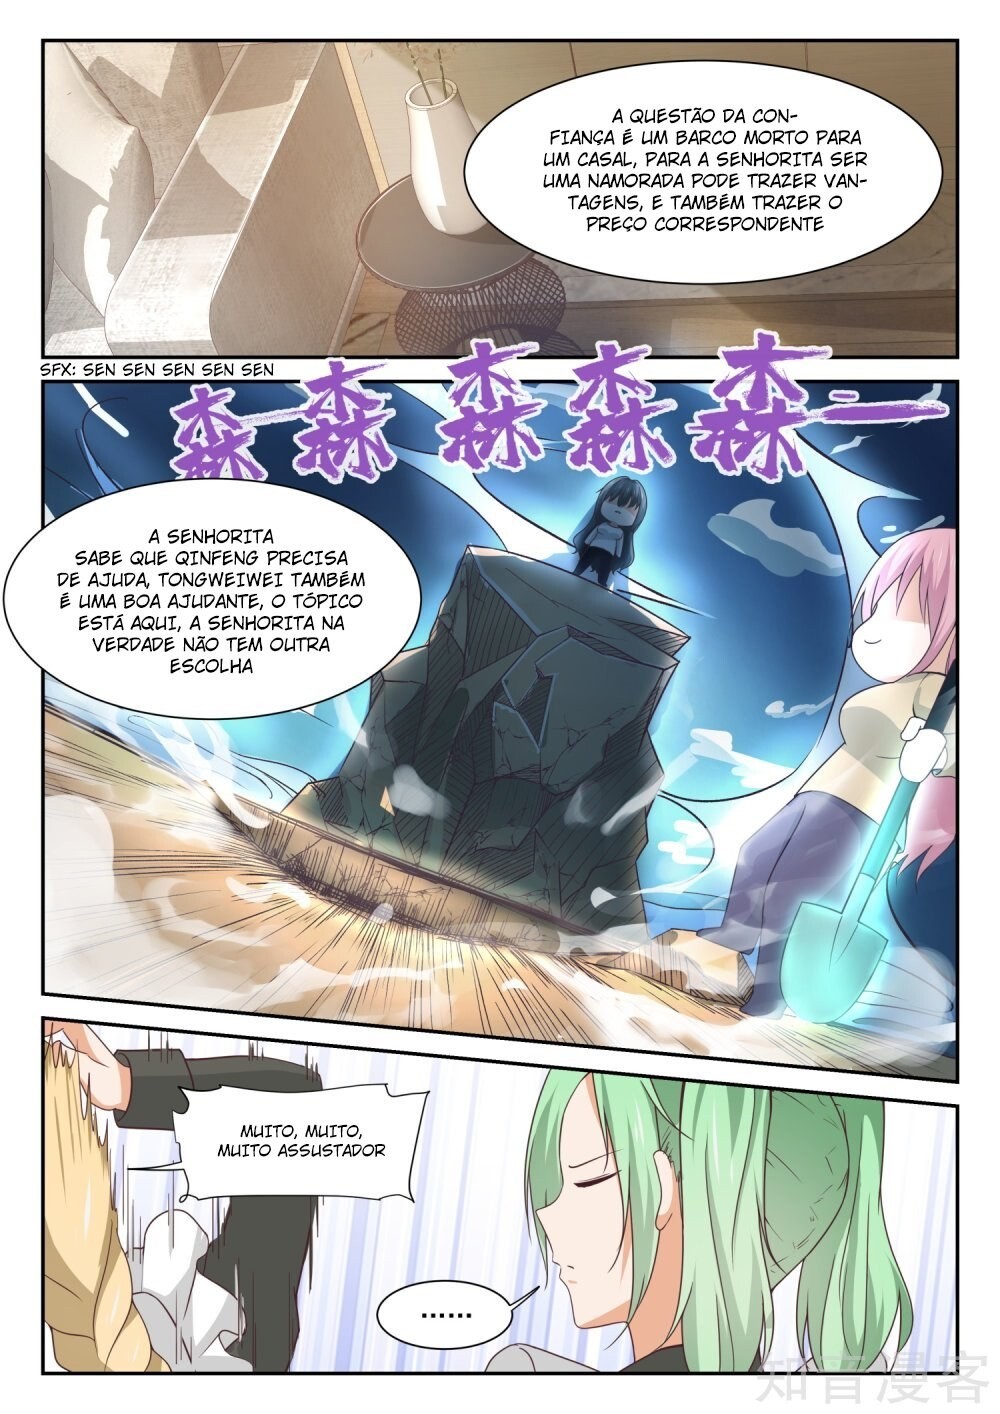 A QUESTÃO DA CON-
FIANÇA É UM BARCO MORTO PARA
UM CASAL, PARA A SENHORITA SER
UMA NAMORADA PODE TRAZER VAN-
TAGENS, E TAMBÉM TRAZER O
PREÇO CORRESPONDENTE
SFX: SEN SEN SEN SEN SEN
森森森森森
A SENHORITA
SABE QUE QINFENG PRECISA
DE AJUDA, TONGWEIWEI TAMBÉM
É UMA BOA AJUDANTE, O TÓPICO
ESTÁ AQUI, A SENHORITA NA
VERDADE NÃO TEM OUTRA
ESCOLHA
MUITO, MUITO,
MUITO ASSUSTADOR
......
知音漫客